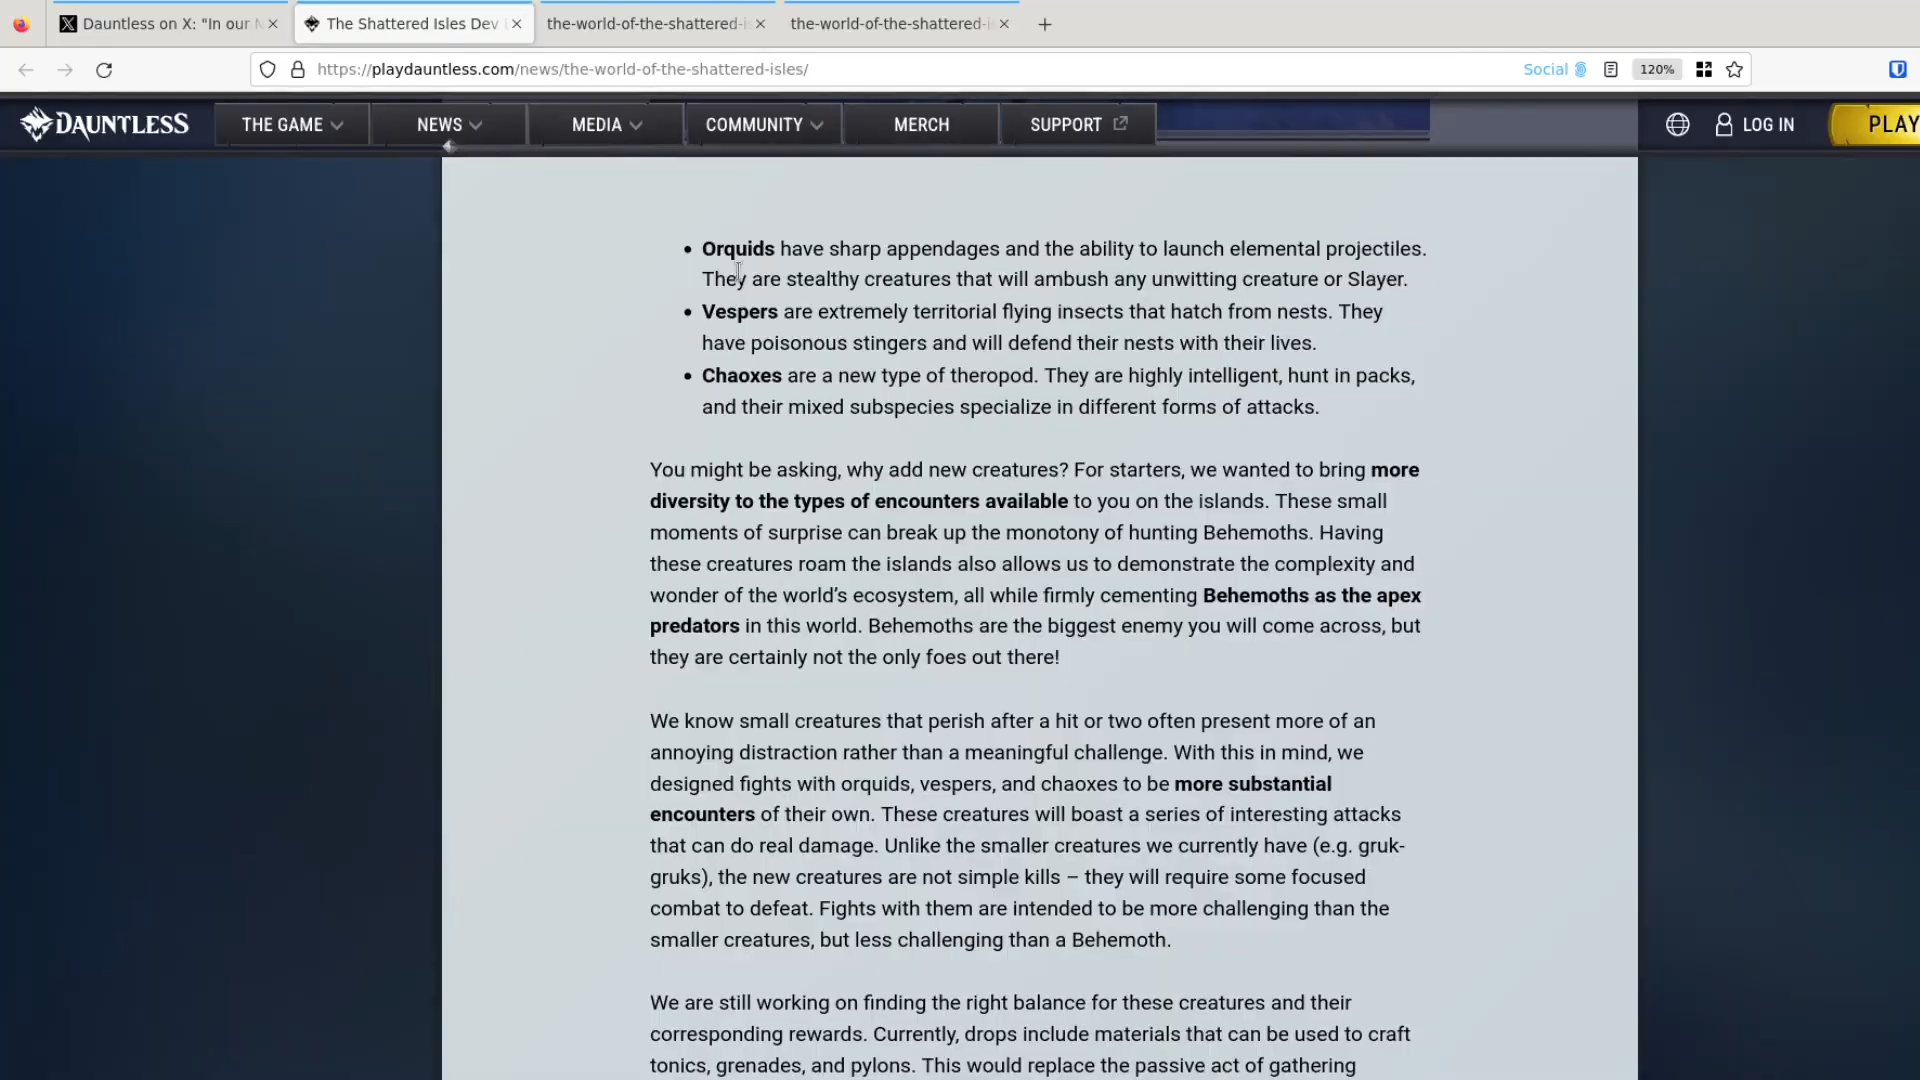 Dauntless on X: "In our
The Shattered Isles Dev
the-world-of-the-shattered-
the-world-of-the-shattered-
https://playdauntless.com/news/the-world-of-the-shattered-isles/
Social
120%
DAUNTLESS
THE GAME
NEWS
MEDIA
COMMUNITY
MERCH
SUPPORT
LOG IN
PLAY
• Orquids have sharp appendages and the ability to launch elemental projectiles.
They are stealthy creatures that will ambush any unwitting creature or Slayer.
• Vespers are extremely territorial flying insects that hatch from nests. They
have poisonous stingers and will defend their nests with their lives.
• Chaoxes are a new type of theropod. They are highly intelligent, hunt in packs,
and their mixed subspecies specialize in different forms of attacks.
You might be asking, why add new creatures? For starters, we wanted to bring more
diversity to the types of encounters available to you on the islands. These small
moments of surprise can break up the monotony of hunting Behemoths. Having
these creatures roam the islands also allows us to demonstrate the complexity and
wonder of the world’s ecosystem, all while firmly cementing Behemoths as the apex
predators in this world. Behemoths are the biggest enemy you will come across, but
they are certainly not the only foes out there!
We know small creatures that perish after a hit or two often present more of an
annoying distraction rather than a meaningful challenge. With this in mind, we
designed fights with orquids, vespers, and chaoxes to be more substantial
encounters of their own. These creatures will boast a series of interesting attacks
that can do real damage. Unlike the smaller creatures we currently have (e.g. gruk-
gruks), the new creatures are not simple kills – they will require some focused
combat to defeat. Fights with them are intended to be more challenging than the
smaller creatures, but less challenging than a Behemoth.
We are still working on finding the right balance for these creatures and their
corresponding rewards. Currently, drops include materials that can be used to craft
tonics, grenades, and pylons. This would replace the passive act of gathering